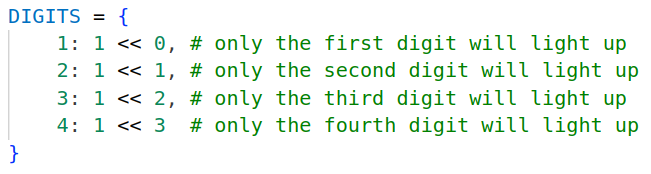 DIGITS = {
    1: 1 << 0, # only the first digit will light up
    2: 1 << 1, # only the second digit will light up
    3: 1 << 2, # only the third digit will light up
    4: 1 << 3  # only the fourth digit will light up
}